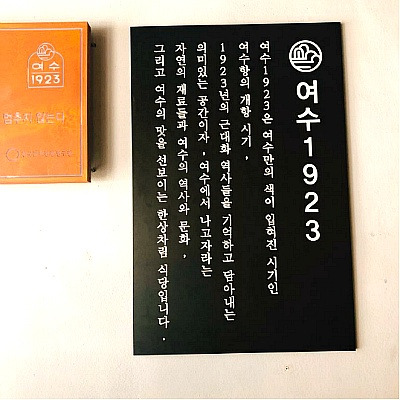 여수1923
여수1923은 여수만의 색이 입혀진 시기인
여수항의 개항 시기,
1923년의 근대화 역사들을 기억하고 담아내는
의미있는 공간이자, 여수에서 나고자라는
자연의 재료들과 여수의 역사와 문화,
그리고 여수의 맛을 선보이는 한상차림 식당입니다.
여수
1923
멈추지 않는다